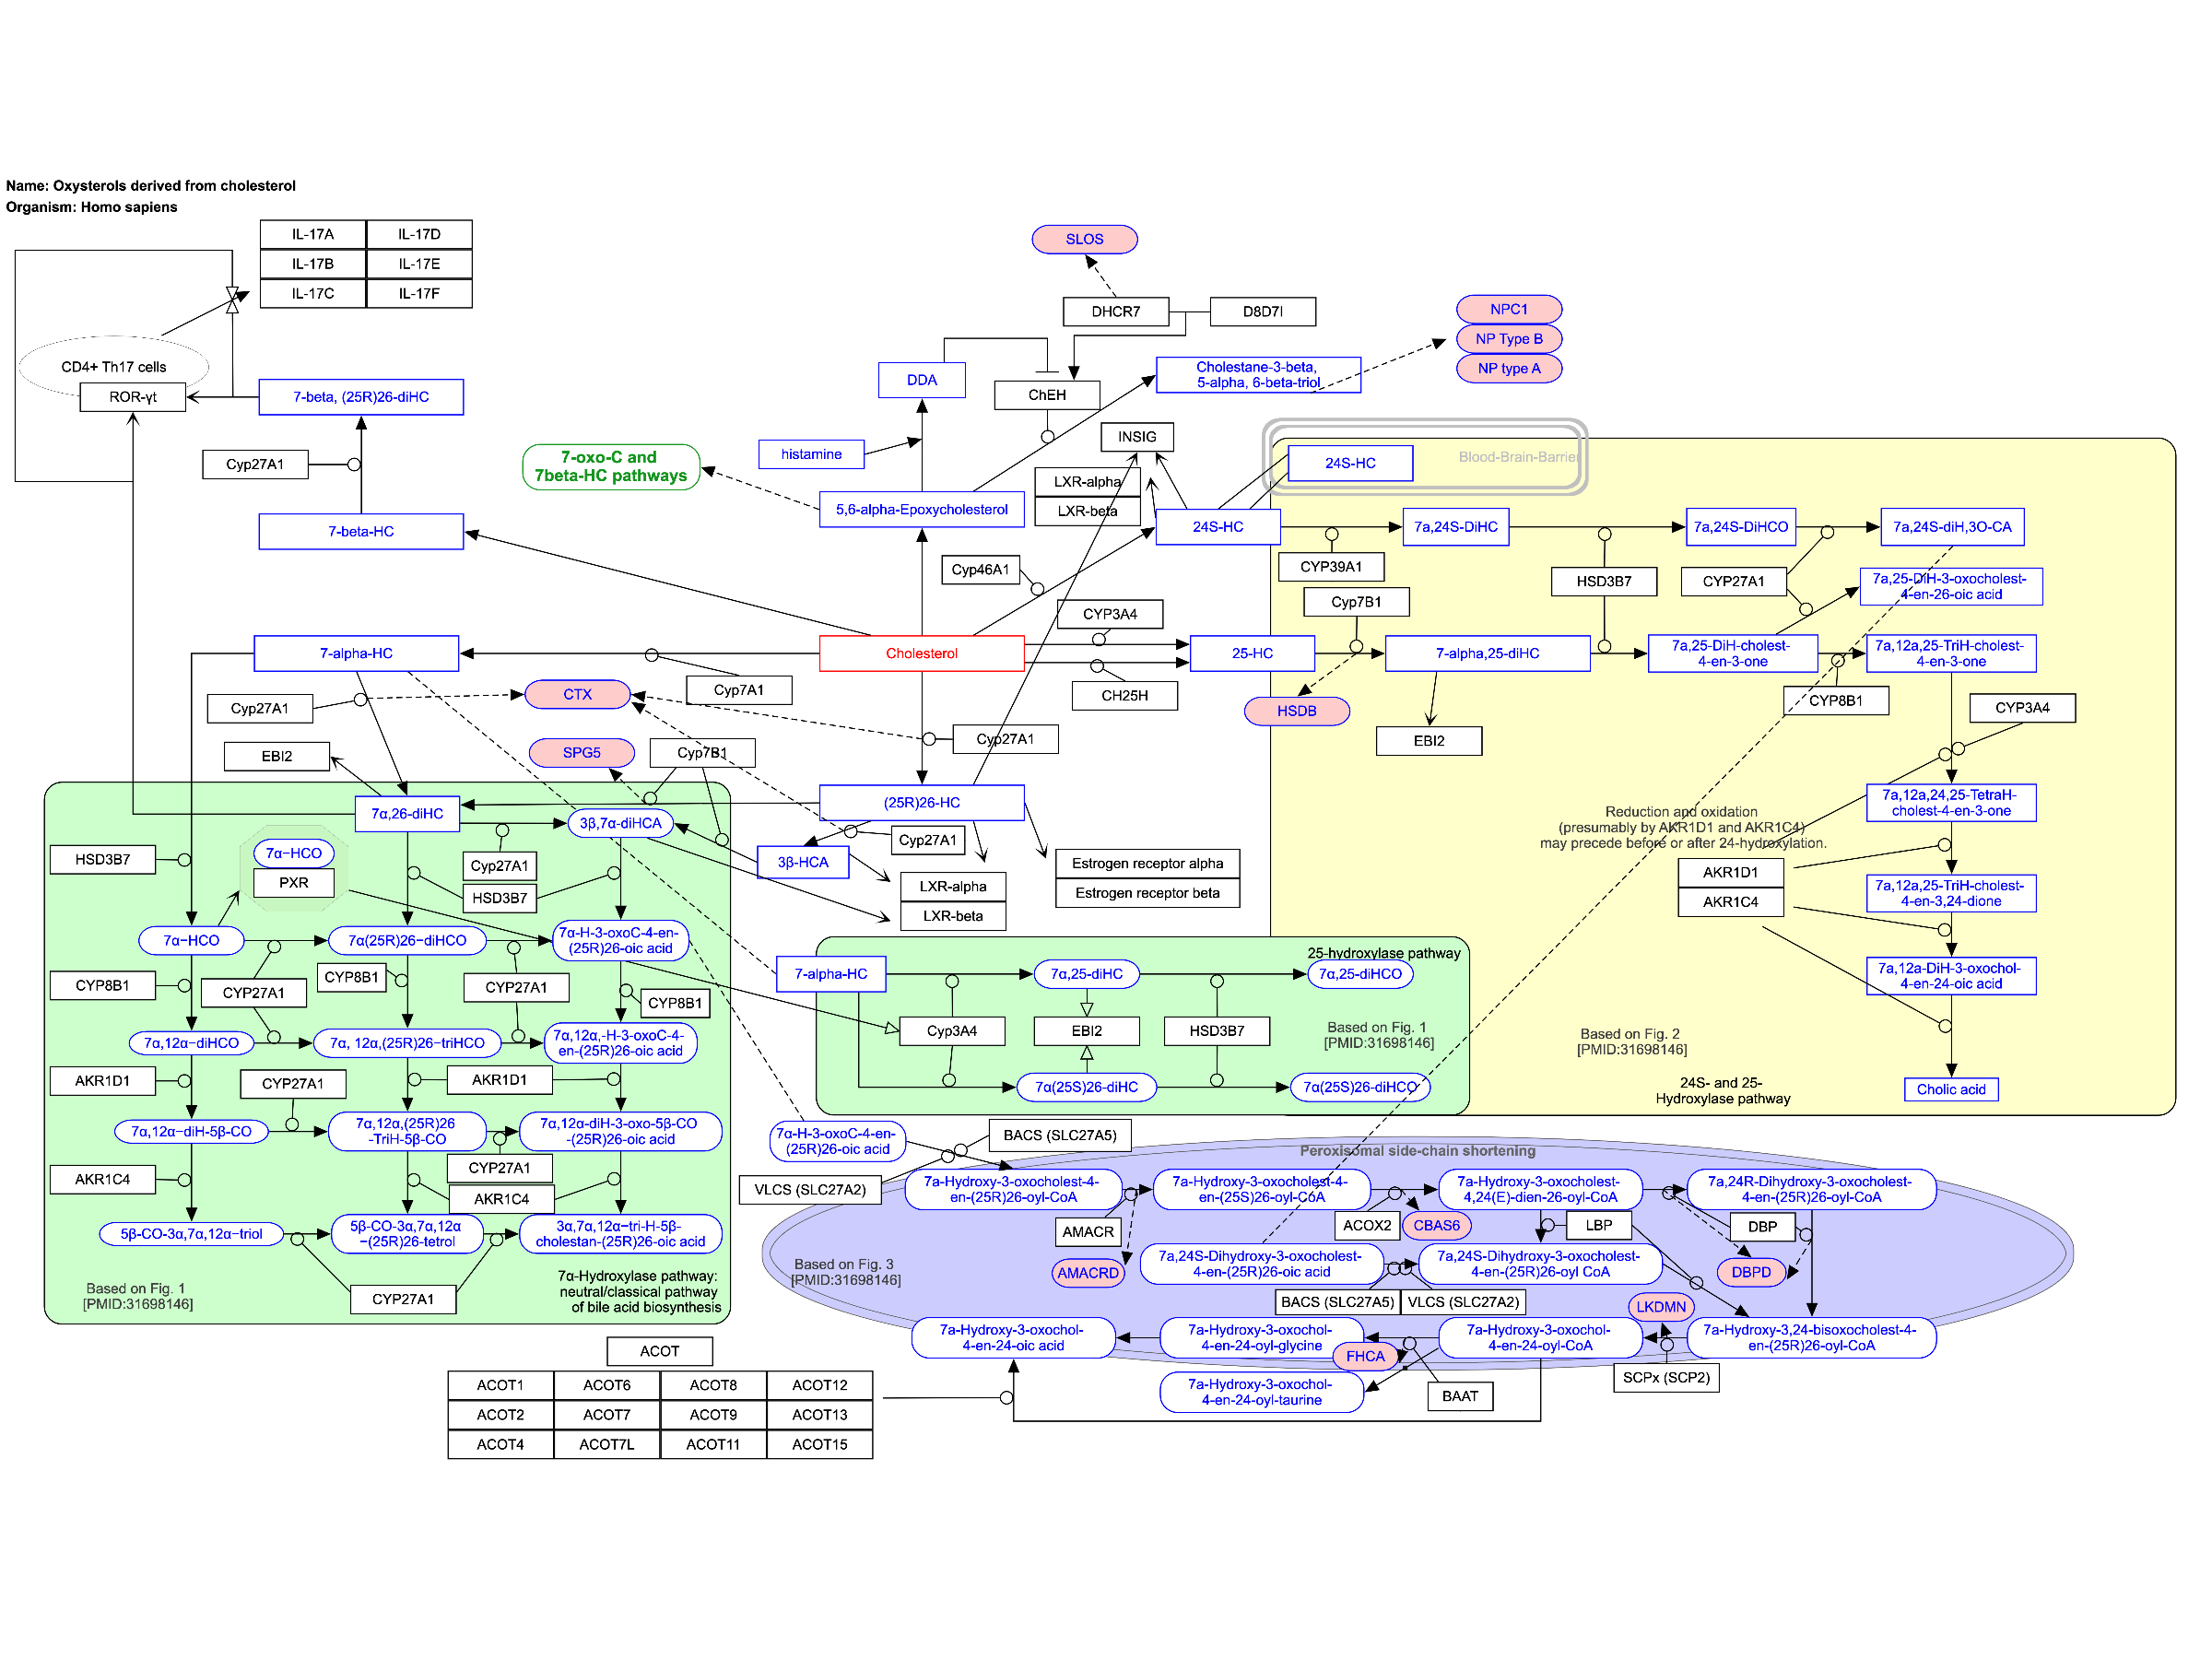 Name: Oxysterols derived from cholesterol
Organism: Homo sapiens
IL-17A
IL-17D
IL-17B
IL-17E
IL-17C
IL-17F
CD4+ Th17 cells
ROR-γt
7-beta, (25R)26-diHC
Cyp27A1
7-beta-HC
SLOS
DHCR7
D8D7I
NPC1
NP Type B
NP type A
DDA
ChEH
Cholestane-3-beta,
5-alpha, 6-beta-triol
histamine
7-oxo-C and
7beta-HC pathways
5,6-alpha-Epoxycholesterol
INSIG
LXR-alpha
LXR-beta
24S-HC
Blood-Brain-Barrier
24S-HC
7a,24S-DiHC
7a,24S-DiHCO
7a,24S-diH,3O-CA
Cyp46A1
CYP39A1
HSD3B7
CYP27A1
7a,25-DiH-3-oxocholest-
4-en-26-oic acid
Cyp7B1
CYP3A4
7-alpha-HC
Cholesterol
25-HC
7-alpha,25-diHC
7a,25-DiH-cholest-
4-en-3-one
7a,12a,25-TriH-cholest-
4-en-3-one
Cyp7A1
CH25H
CTX
Cyp27A1
HSDB
CYP8B1
CYP3A4
EBI2
SPG5
Cyp7B1
Cyp27A1
EBI2
7α,26-diHC
3β,7α-diHCA
(25R)26-HC
Cyp27A1
3β-HCA
7a,12a,24,25-TetraH-
cholest-4-en-3-one
Reduction and oxidation
(presumably by AKR1D1 and AKR1C4)
may precede before or after 24-hydroxylation.
HSD3B7
7α−HCO
PXR
Cyp27A1
HSD3B7
LXR-alpha
LXR-beta
Estrogen receptor alpha
Estrogen receptor beta
AKR1D1
AKR1C4
7a,12a,25-TriH-cholest-
4-en-3,24-dione
7α−HCO
7α(25R)26−diHCO
7α-H-3-oxoC-4-en-
(25R)26-oic acid
CYP8B1
CYP27A1
CYP8B1
CYP27A1
CYP8B1
7-alpha-HC
25-hydroxylase pathway
7α,25-diHC
7α,25-diHCO
7a,12a-DiH-3-oxochol-
4-en-24-oic acid
Cyp3A4
EBI2
HSD3B7
Based on Fig. 1
[PMID:31698146]
Based on Fig. 2
[PMID:31698146]
7α,12α−diHCO
7α, 12α,(25R)26−triHCO
7α,12α,-H-3-oxoC-4-
en-(25R)26-oic acid
AKR1D1
CYP27A1
AKR1D1
7α(25S)26-diHC
7α(25S)26-diHCO
24S- and 25-
Hydroxylase pathway
Cholic acid
7α,12α−diH-5β-CO
7α,12α,(25R)26
-TriH-5β-CO
7α,12α-diH-3-oxo-5β-CO
-(25R)26-oic acid
7α-H-3-oxoC-4-en-
(25R)26-oic acid
BACS (SLC27A5)
Peroxisomal side-chain shortening
AKR1C4
CYP27A1
AKR1C4
VLCS (SLC27A2)
7a-Hydroxy-3-oxocholest-4-
en-(25R)26-oyl-CoA
7a-Hydroxy-3-oxocholest-4-
en-(25S)26-oyl-CoA
7a-Hydroxy-3-oxocholest-
4,24(E)-dien-26-oyl-CoA
7a,24R-Dihydroxy-3-oxocholest-
4-en-(25R)26-oyl-CoA
5β-CO-3α,7α,12α−triol
5β-CO-3α,7α,12α
−(25R)26-tetrol
3α,7α,12α−tri-H-5β-
cholestan-(25R)26-oic acid
AMACR
ACOX2
CBAS6
LBP
DBP
Based on Fig. 3
[PMID:31698146]
AMACRD
7a,24S-Dihydroxy-3-oxocholest-
4-en-(25R)26-oic acid
7a,24S-Dihydroxy-3-oxocholest-
4-en-(25R)26-oyl CoA
DBPD
Based on Fig. 1
[PMID:31698146]
CYP27A1
7α-Hydroxylase pathway:
neutral/classical pathway
of bile acid biosynthesis
BACS (SLC27A5)
VLCS (SLC27A2)
LKDMN
7a-Hydroxy-3-oxochol-
4-en-24-oic acid
7a-Hydroxy-3-oxochol-
4-en-24-oyl-glycine
7a-Hydroxy-3-oxochol-
4-en-24-oyl-CoA
7a-Hydroxy-3,24-bisoxocholest-4-
en-(25R)26-oyl-CoA
FHCA
ACOT
SCPx (SCP2)
7a-Hydroxy-3-oxochol-
4-en-24-oyl-taurine
BAAT
ACOT1
ACOT6
ACOT8
ACOT12
ACOT2
ACOT7
ACOT9
ACOT13
ACOT4
ACOT7L
ACOT11
ACOT15